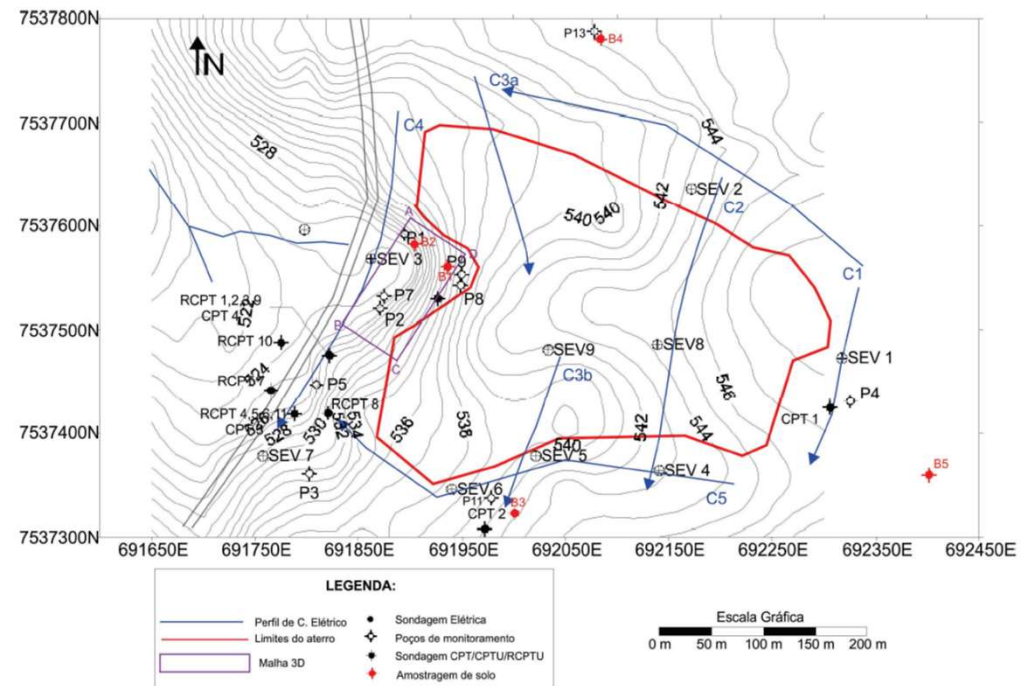 7537800N
7537700N
7537600N
7537500N
7537400N
7537300N
691650E 691750E 691850E 691950E 692050E 692150E 692250E 692350E 692450E
N
P13 B4
C3a
C4
544
528
SEV 2
542
C2
540 540
A
P1 B2
D
SEV 3
P9
B1
C1
P8
P7
P2
RCPT 1,2,3,9
CPT 4
522
B
RCPT 10
C
SEV9
SEV8
SEV 1
C3b
524
P5
RCPT 8
546
P4
CPT 1
RCPT 4,5,6,11
526
528
530
532
534
536
538
540
542
544
SEV 7
SEV 5
SEV 4
B5
P3
SEV 6
P11
B3
CPT 2
C5
LEGENDA:
Perfil de C. Elétrico
Limites do aterro
Malha 3D
Sondagem Elétrica
Poços de monitoramento
Sondagem CPT/CPTU/RCPTU
Amostragem de solo
Escala Gráfica
0 m 50 m 100 m 150 m 200 m